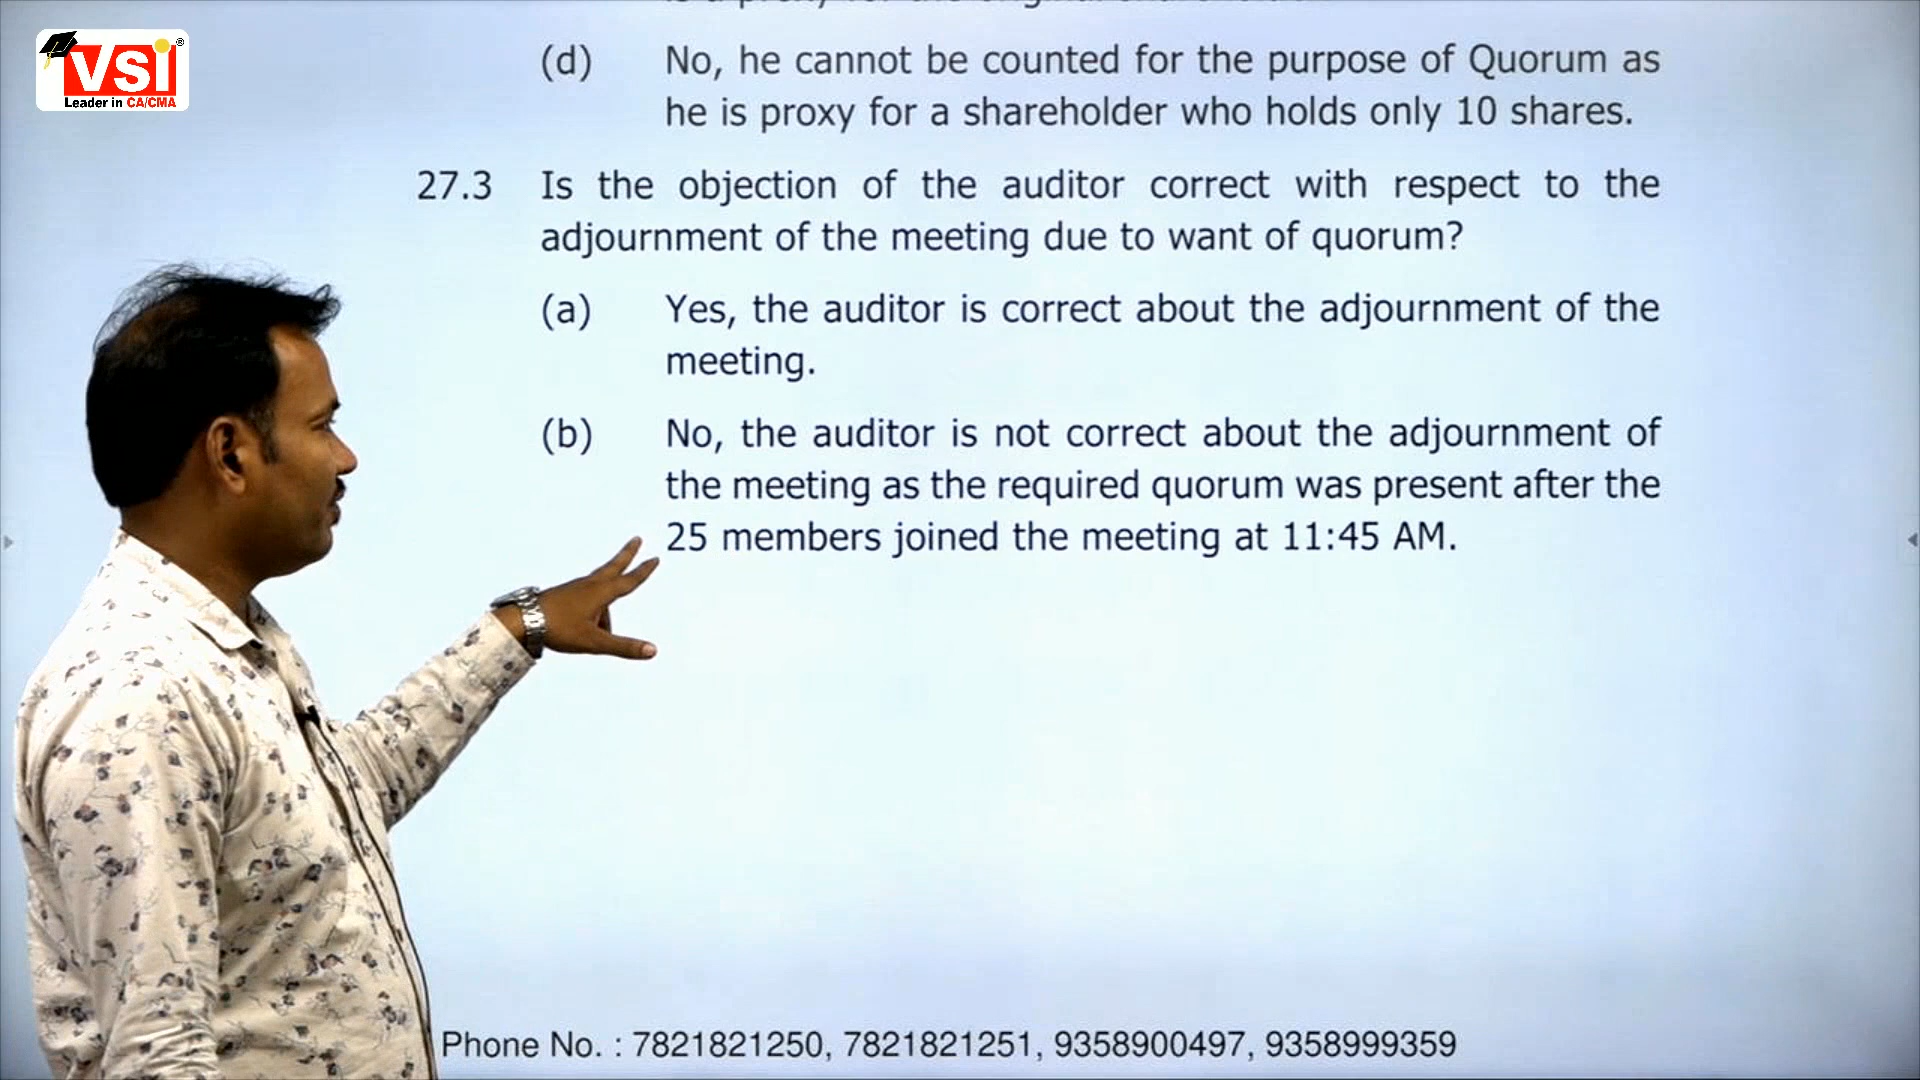 VSI
Leader in CA/CMA
(d) No, he cannot be counted for the purpose of Quorum as
he is proxy for a shareholder who holds only 10 shares.
27.3 Is the objection of the auditor correct with respect to the
adjournment of the meeting due to want of quorum?
(a) Yes, the auditor is correct about the adjournment of the
meeting.
(b) No, the auditor is not correct about the adjournment of
the meeting as the required quorum was present after the
25 members joined the meeting at 11:45 AM.
Phone No. : 7821821250, 7821821251, 9358900497, 9358999359